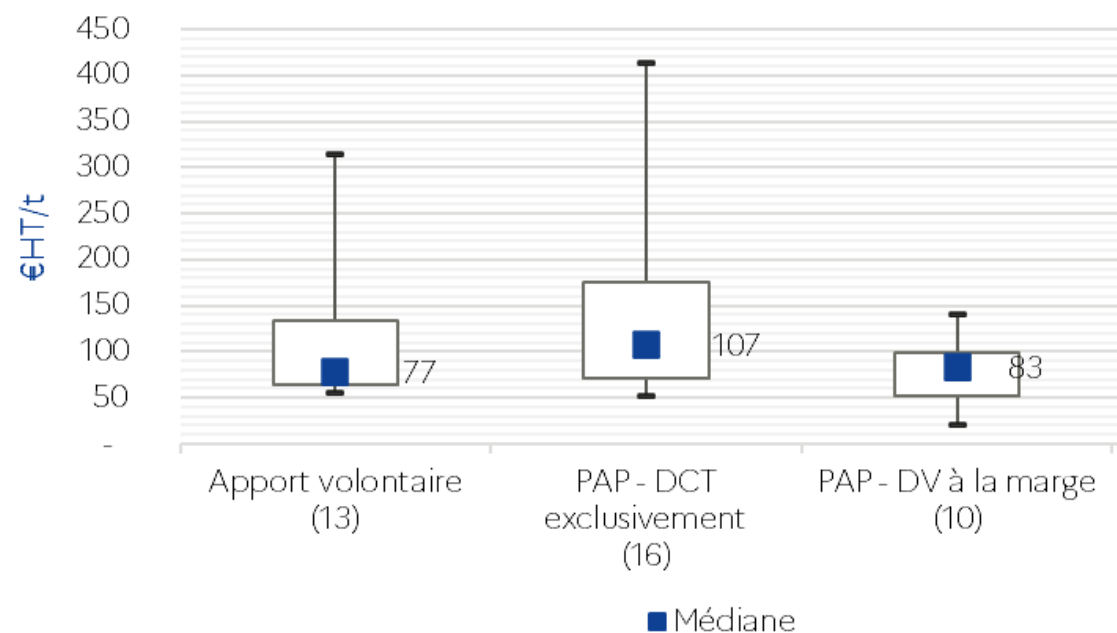 450
400
350
300
250
200
150
100
50
-
€HT/t
77
107
83
Apport volontaire
(13)
PAP - DCT
exclusivement
(16)
PAP - DV à la marge
(10)
Médiane